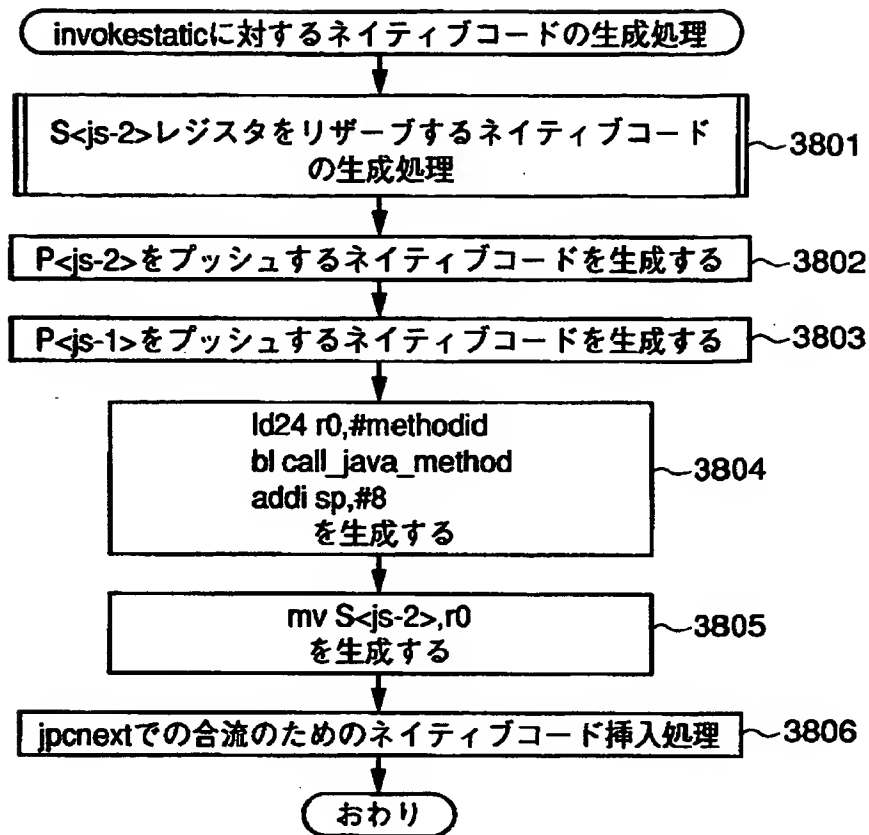 invokestaticに対するネイティブコードの生成処理
S<js-2>レジスタをリザーブするネイティブコード
の生成処理
3801
P<js-2>をプッシュするネイティブコードを生成する
3802
P<js-1>をプッシュするネイティブコードを生成する
3803
ld24 r0,#methodid
bl call_java_method
addi sp,#8
を生成する
3804
mv S<js-2>,r0
を生成する
3805
jpcnextでの合流のためのネイティブコード挿入処理
3806
おわり